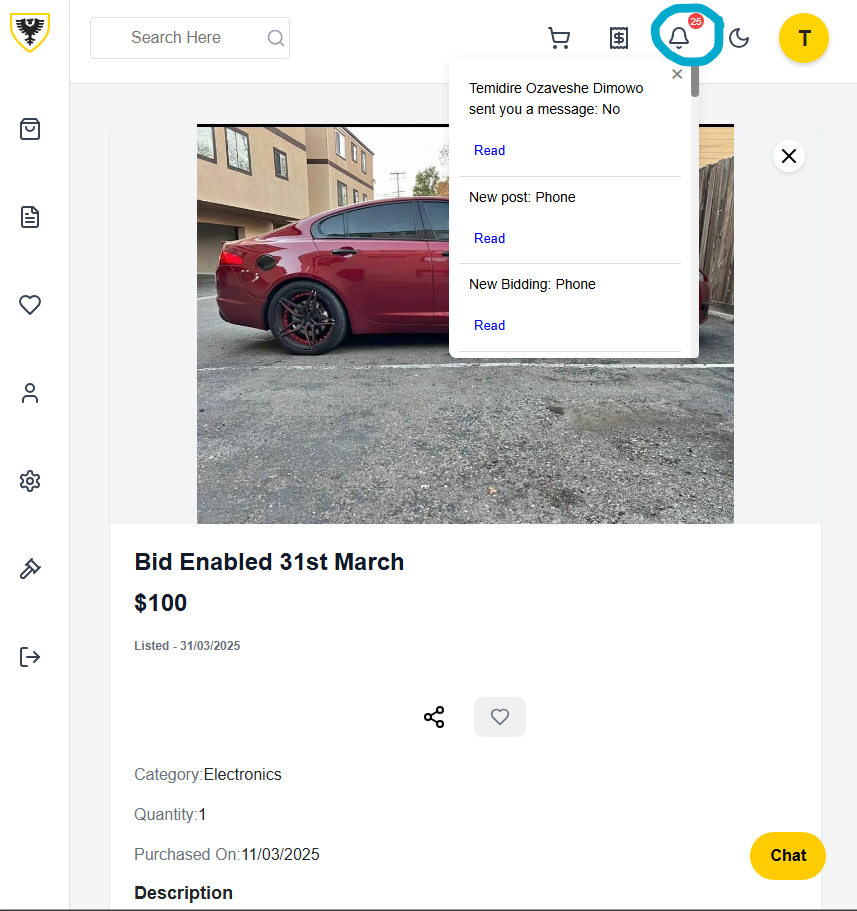 Search Here
25
T
Temidire Ozaveshe Dimowo
sent you a message: No
Read
New post: Phone
Read
New Bidding: Phone
Read
Bid Enabled 31st March
$100
Listed - 31/03/2025
Category:Electronics
Quantity:1
Purchased On:11/03/2025
Chat
Description